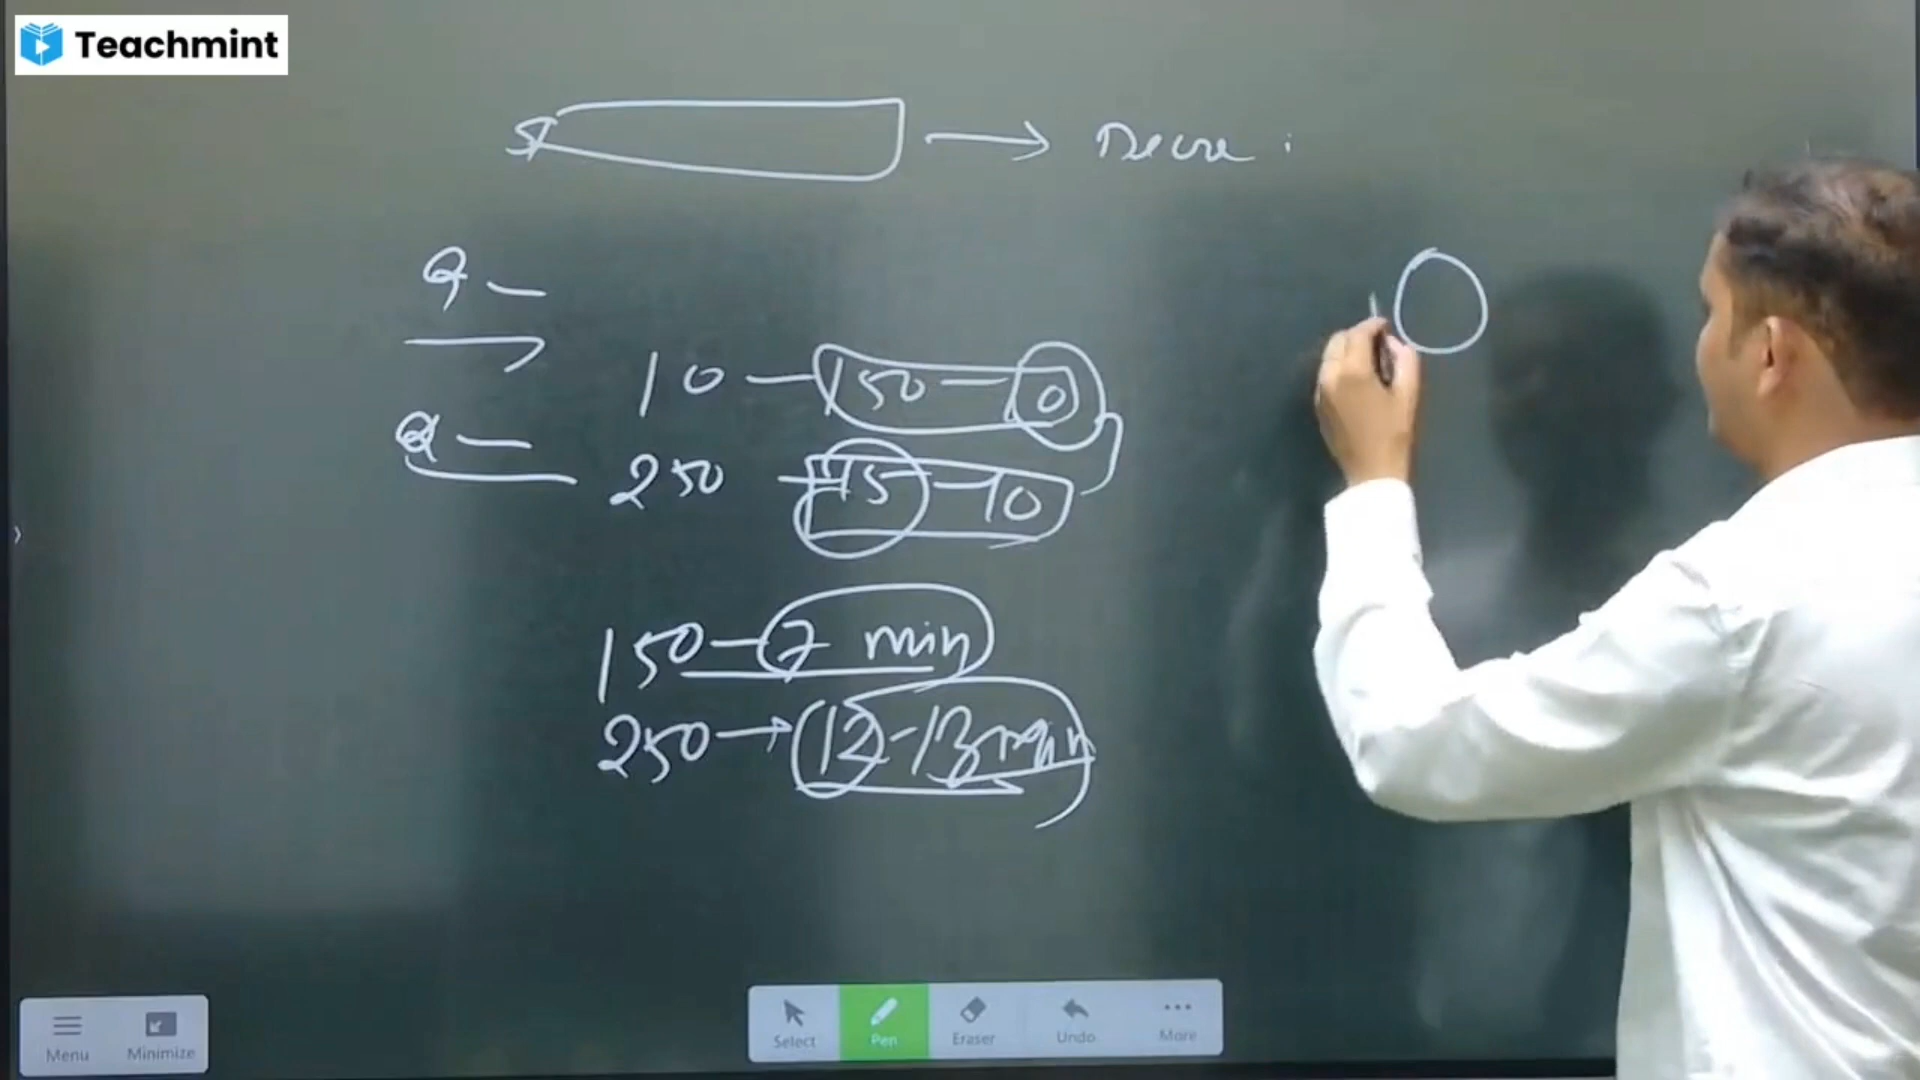 Teachmint
Q -
10 - 150 - 10
Q -
250 - 15 - 10
150 - 7 min
250 → 12 - 13 min
Menu
Minimize
Select
Pen
Eraser
Undo
More